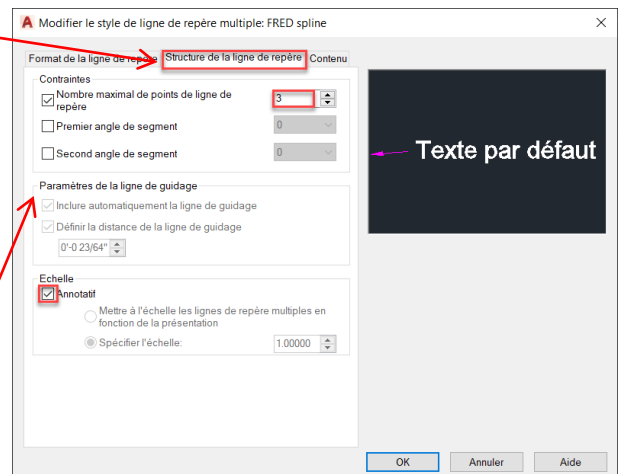 Modifier le style de ligne de repère multiple: FRED spline
Format de la ligne de repère
Structure de la ligne de repère
Contenu
Contraintes
Nombre maximal de points de ligne de
repère
3
Premier angle de segment
0
Second angle de segment
0
Paramètres de la ligne de guidage
Inclure automatiquement la ligne de guidage
Définir la distance de la ligne de guidage
0'-0 23/64"
Echelle
Annotatif
Mettre à l'échelle les lignes de repère multiples en
fonction de la présentation
Spécifier l'échelle:
1.00000
Texte par défaut
OK
Annuler
Aide